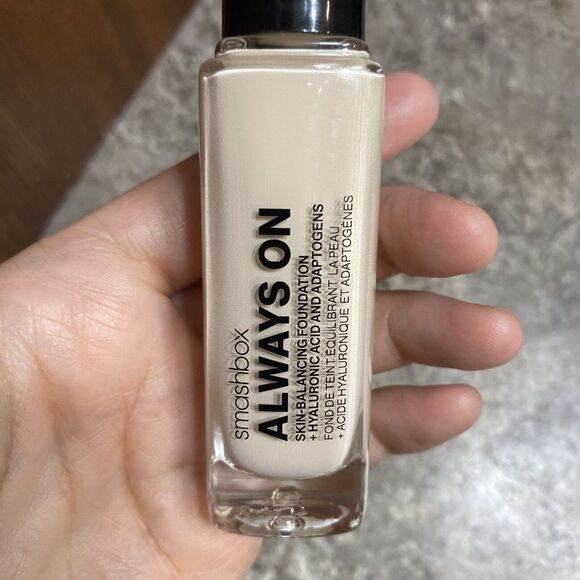 smashbox
ALWAYS ON
SKIN-BALANCING FOUNDATION
+ HYALURONIC ACID AND ADAPTOGENS
FOND DE TEINT ÉQUILIBRANT LA PEAU
+ ACIDE HYALURONIQUE ET ADAPTOGÈNES